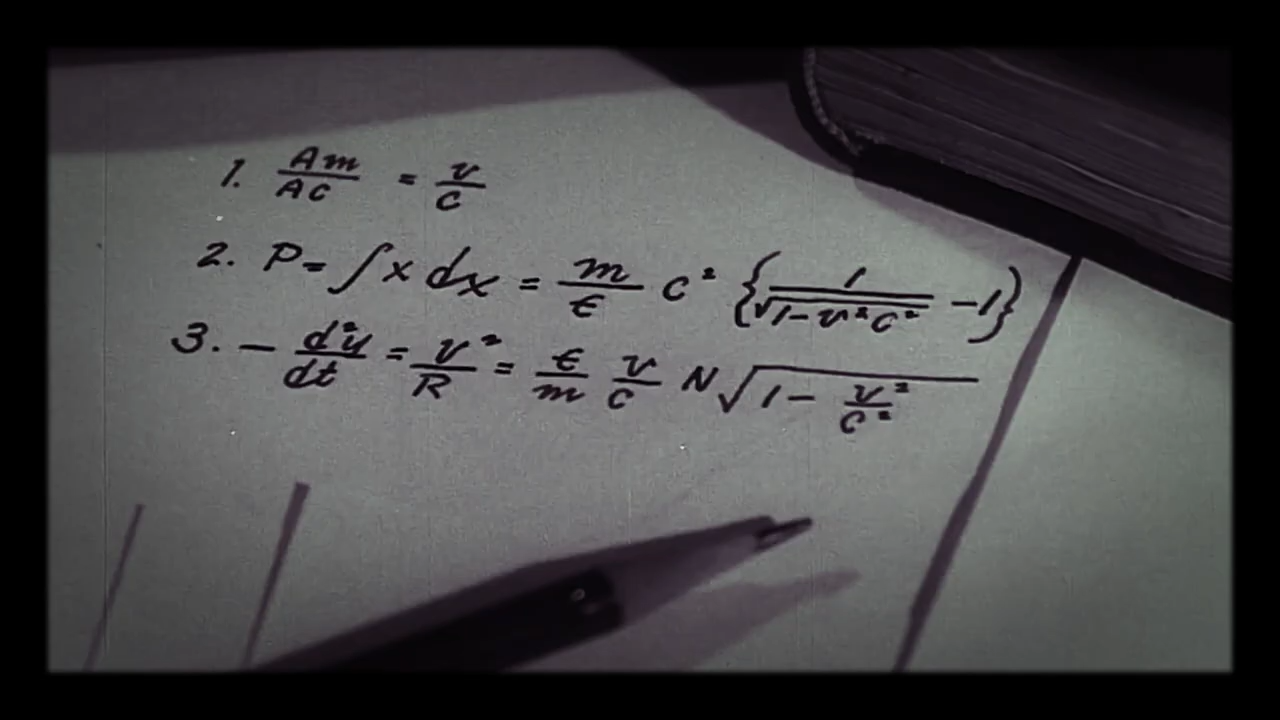 1. Am/Ac = v/c
2. P = ∫x dx = m/ϵ c² {1/√1-v²c² -1}
3. - d²y/dt = v²/R = ϵ/m v/c N√1 - v²/c²